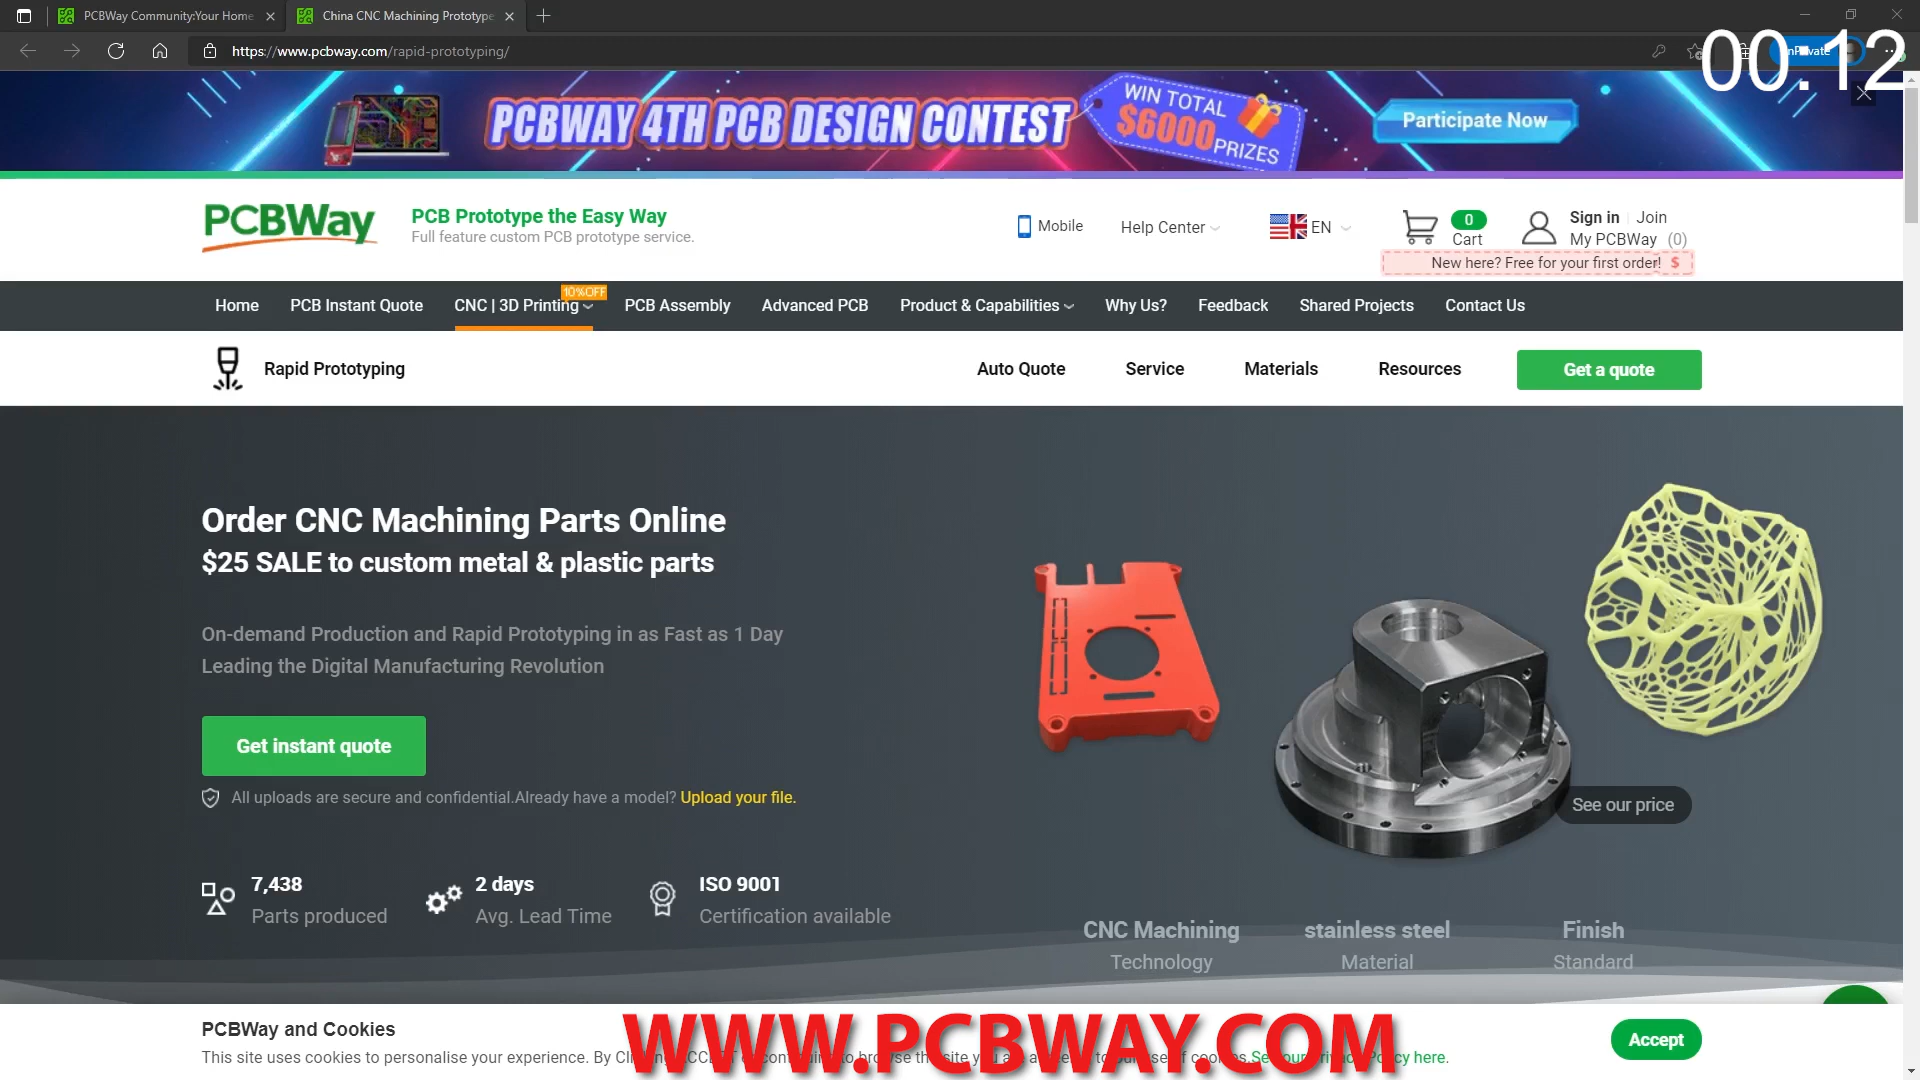 PCBWay Community:Your Home
China CNC Machining Prototype
https://www.pcbway.com/rapid-prototyping/
00:12
PCBWAY 4TH PCB DESIGN CONTEST
WIN TOTAL
$6000
PRIZES
Participate Now
PCBWay
PCB Prototype the Easy Way
Full feature custom PCB prototype service.
Mobile
Help Center
EN
0
Cart
Sign in
Join
My PCBWay (0)
New here? Free for your first order! $
10%OFF
Home PCB Instant Quote CNC | 3D Printing PCB Assembly Advanced PCB Product & Capabilities Why Us? Feedback Shared Projects Contact Us
Rapid Prototyping
Auto Quote Service Materials Resources Get a quote
Order CNC Machining Parts Online
$25 SALE to custom metal & plastic parts
On-demand Production and Rapid Prototyping in as Fast as 1 Day
Leading the Digital Manufacturing Revolution
Get instant quote
All uploads are secure and confidential.Already have a model? Upload your file.
See our price
7,438
Parts produced
2 days
Avg. Lead Time
ISO 9001
Certification available
CNC Machining
Technology
stainless steel
Material
Finish
Standard
PCBWay and Cookies
This site uses cookies to personalise your experience. By
here.
Accept
WWW.PCBWAY.COM